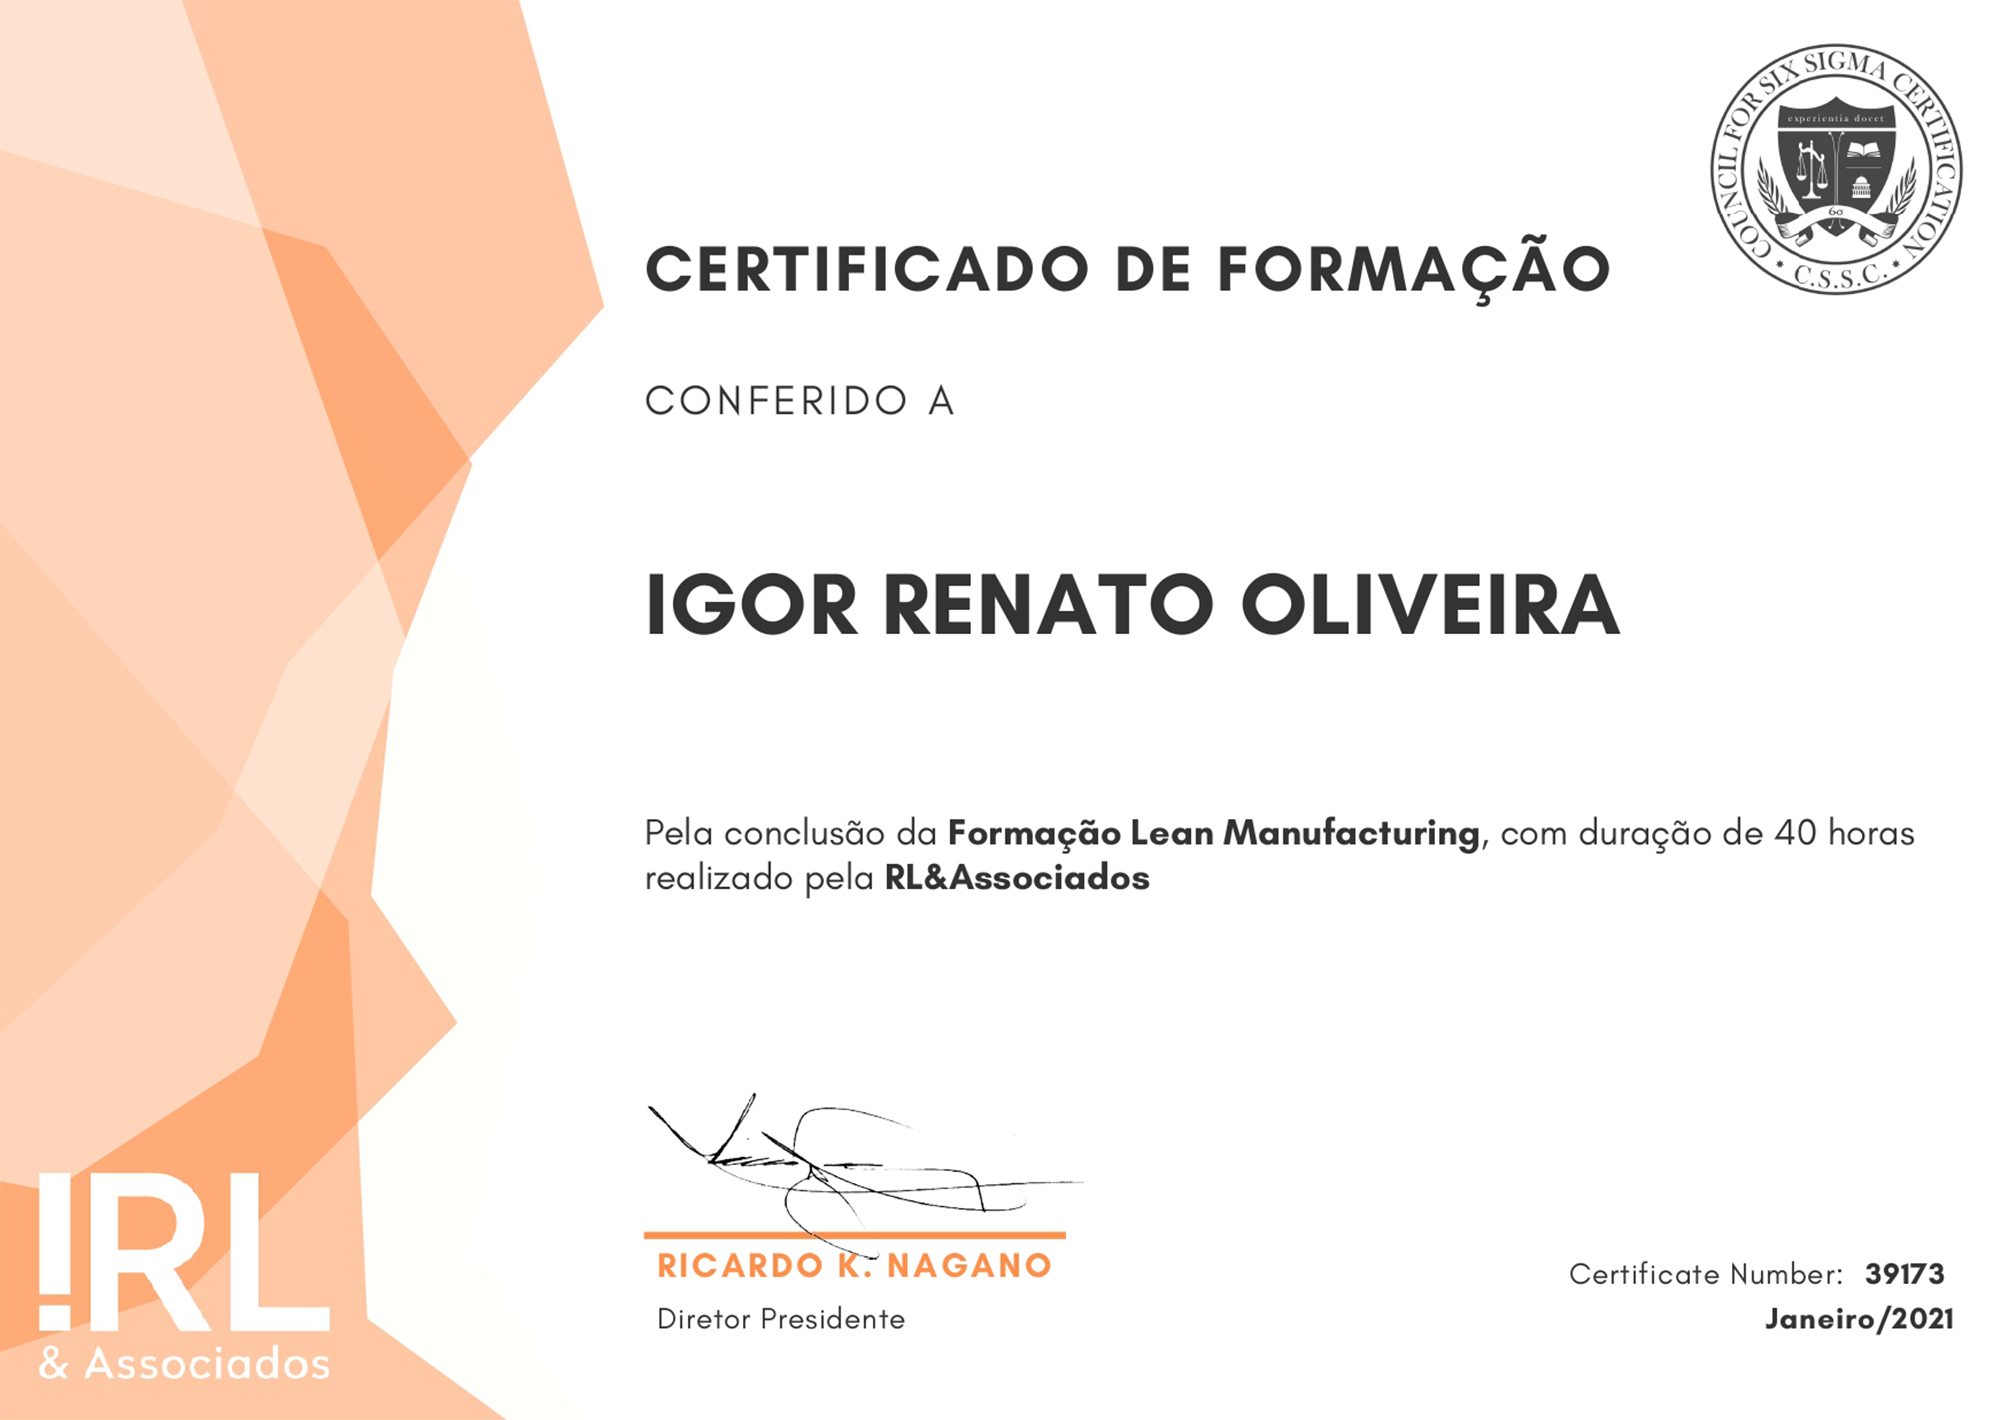 COUNCIL FOR SIX SIGMA CERTIFICATION
experientia docet
6σ
* C.S.S.C. *
CERTIFICADO DE FORMAÇÃO
CONFERIDO A
IGOR RENATO OLIVEIRA
Pela conclusão da Formação Lean Manufacturing, com duração de 40 horas
realizado pela RL&Associados
RICARDO K. NAGANO
Diretor Presidente
Certificate Number: 39173
Janeiro/2021
!RL
& Associados